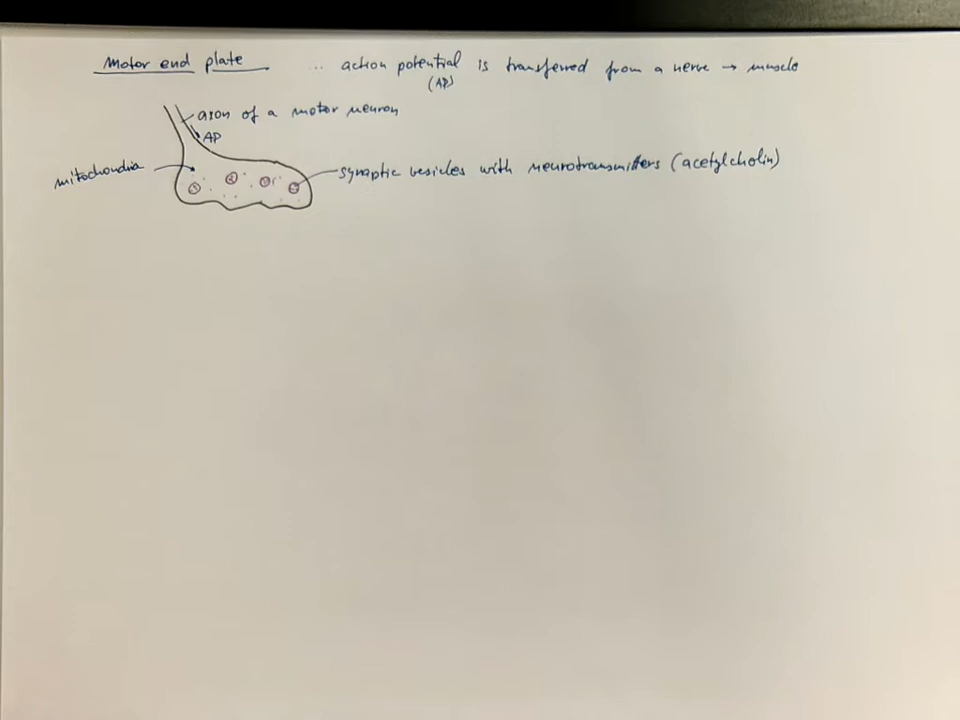 Motor end plate ... action potential is transferred from a nerve → muscle
(AP)
axon of a motor neuron
AP
mitochondria
synaptic vesicles with neurotransmitters (acetylcholin)